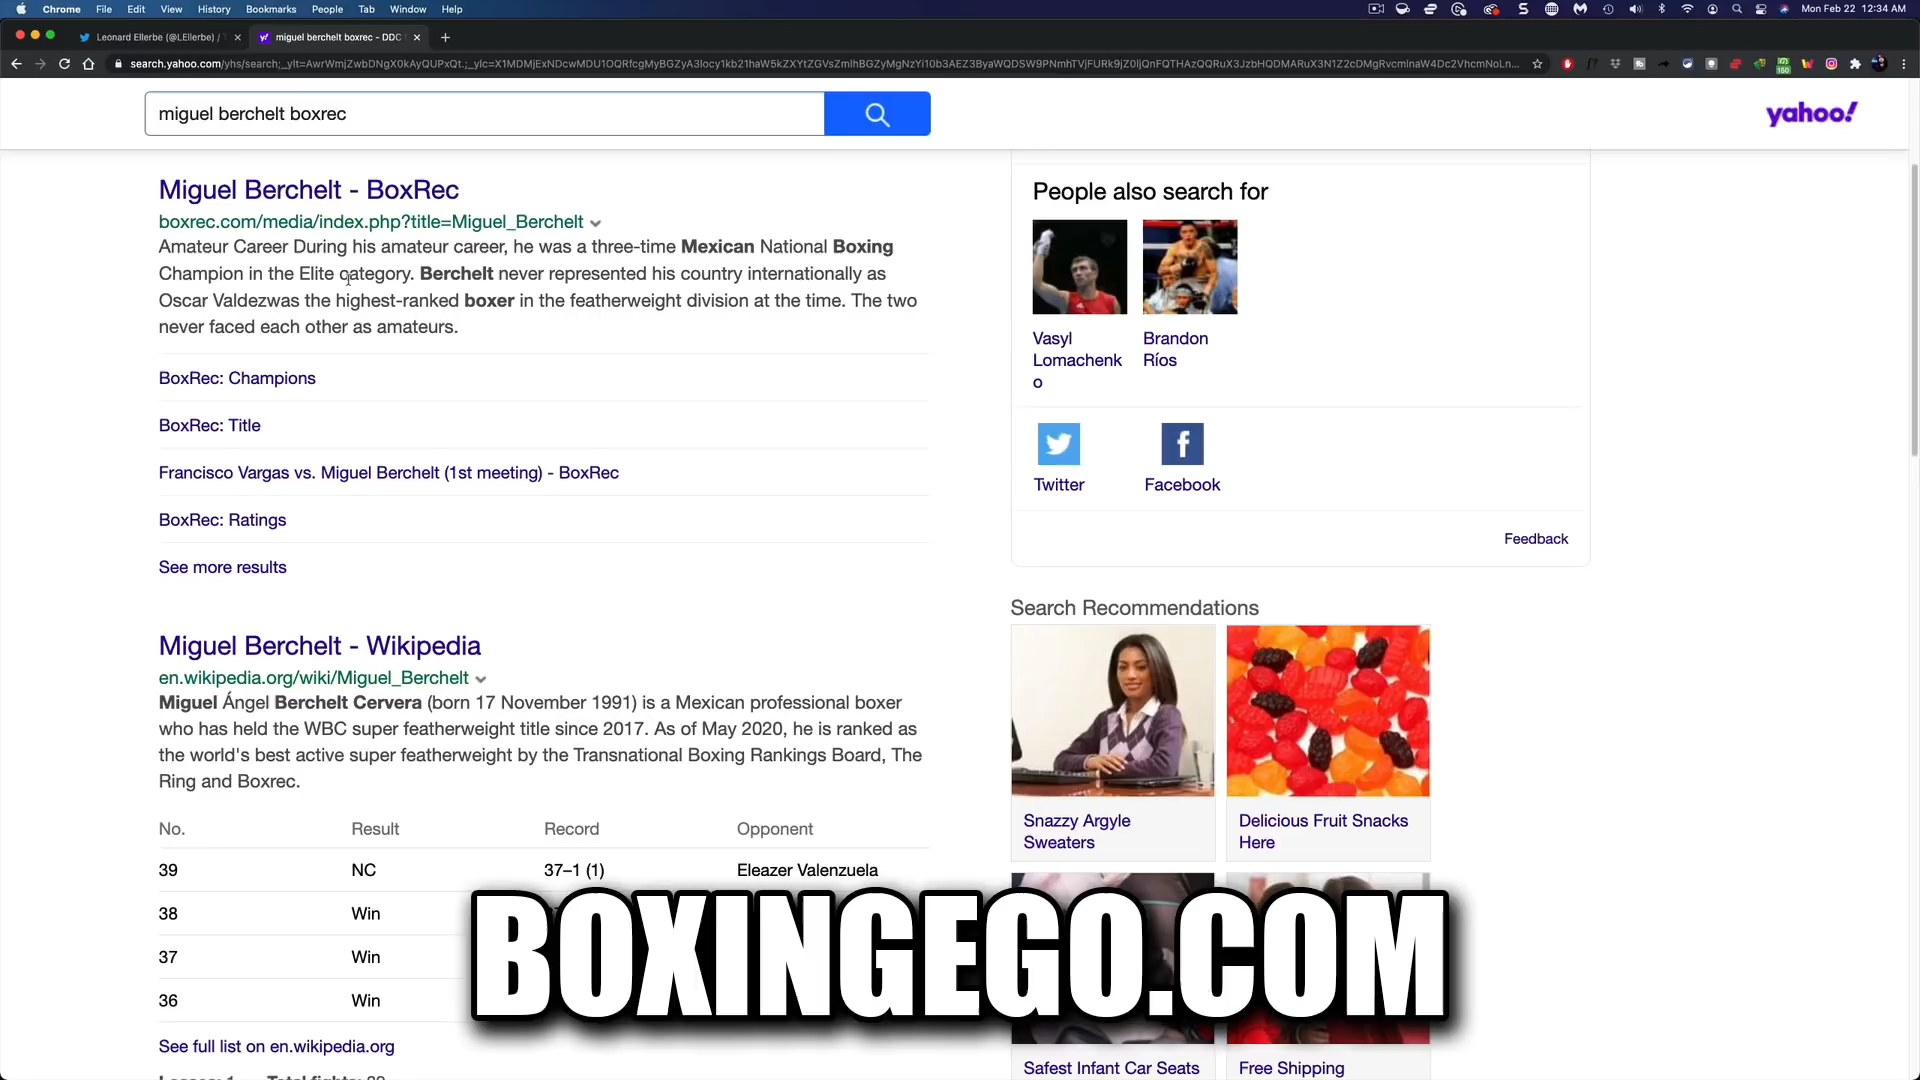 Chrome File Edit View History Bookmarks People Tab Window Help
Mon Feb 22 12:34 AM
Leonard Ellerbe (@LEllerbe) /
miguel berchelt boxrec - DDC
miguel berchelt boxrec
yahoo!
Miguel Berchelt - BoxRec
boxrec.com/media/index.php?title=Miguel_Berchelt
Amateur Career During his amateur career, he was a three-time Mexican National Boxing
Champion in the Elite category. Berchelt never represented his country internationally as
Oscar Valdezwas the highest-ranked boxer in the featherweight division at the time. The two
never faced each other as amateurs.
BoxRec: Champions
BoxRec: Title
Francisco Vargas vs. Miguel Berchelt (1st meeting) - BoxRec
BoxRec: Ratings
See more results
Miguel Berchelt - Wikipedia
en.wikipedia.org/wiki/Miguel_Berchelt
Miguel Ángel Berchelt Cervera (born 17 November 1991) is a Mexican professional boxer
who has held the WBC super featherweight title since 2017. As of May 2020, he is ranked as
the world's best active super featherweight by the Transnational Boxing Rankings Board, The
Ring and Boxrec.
No. Result Record Opponent
39 NC 37–1 (1) Eleazer Valenzuela
38 Win
37 Win
36 Win
See full list on en.wikipedia.org
People also search for
Vasyl
Lomachenk
o
Brandon
Ríos
Twitter Facebook
Feedback
Search Recommendations
Snazzy Argyle
Sweaters
Delicious Fruit Snacks
Here
Safest Infant Car Seats
Free Shipping
BOXINGEGO.COM